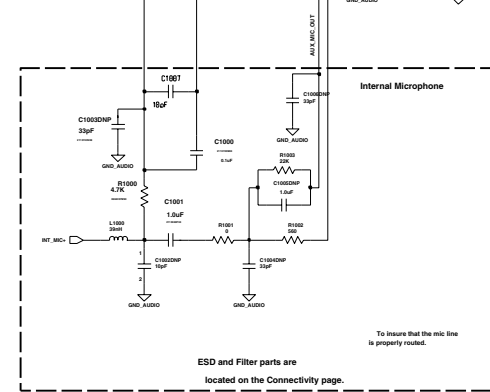 GND_AUDIO
AUX_MIC_OUT
Internal Microphone
C1007
18pF
C1003DNP
33pF
GND_AUDIO
C1006DNP
33pF
GND_AUDIO
C1000
0.1uF
R1003
22K
C1005DNP
1.0uF
R1000
4.7K
C1001
1.0uF
L1000
39nH
R1001
0
R1002
560
INT_MIC+
1
C1002DNP
10pF
2
C1004DNP
33pF
GND_AUDIO
GND_AUDIO
To insure that the mic line
is properly routed.
ESD and Filter parts are
located on the Connectivity page.